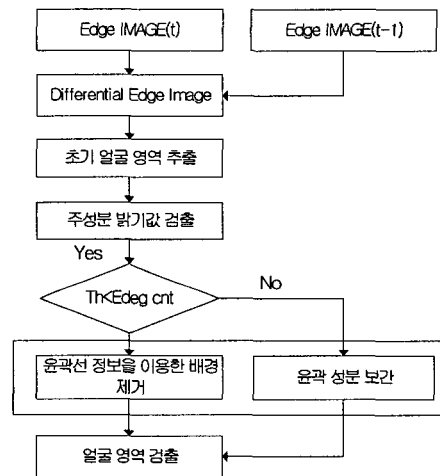 Edge IMAGE(t)
Edge IMAGE(t-1)
Differential Edge Image
초기 얼굴 영역 추출
주성분 밝기값 검출
Yes
No
Th<Edeg cnt
윤곽선 정보를 이용한 배경
제거
윤곽 성분 보간
얼굴 영역 검출